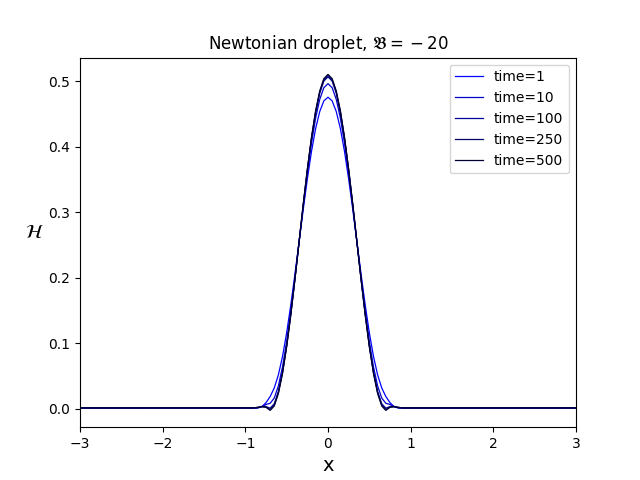 Newtonian droplet, 𝔅 = −20
0.5
0.4
0.3
0.2
0.1
0.0
ℋ
−3
−2
−1
0
1
2
3
x
time=1
time=10
time=100
time=250
time=500